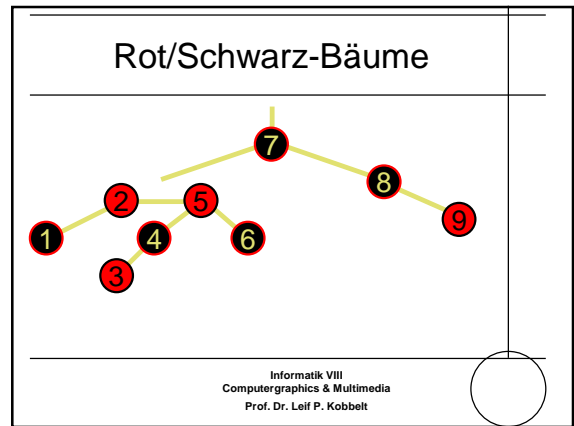 Rot/Schwarz-Bäume
7
8
2 5 9
1 4 6
3
Informatik VIII
Computergraphics & Multimedia
Prof. Dr. Leif P. Kobbelt